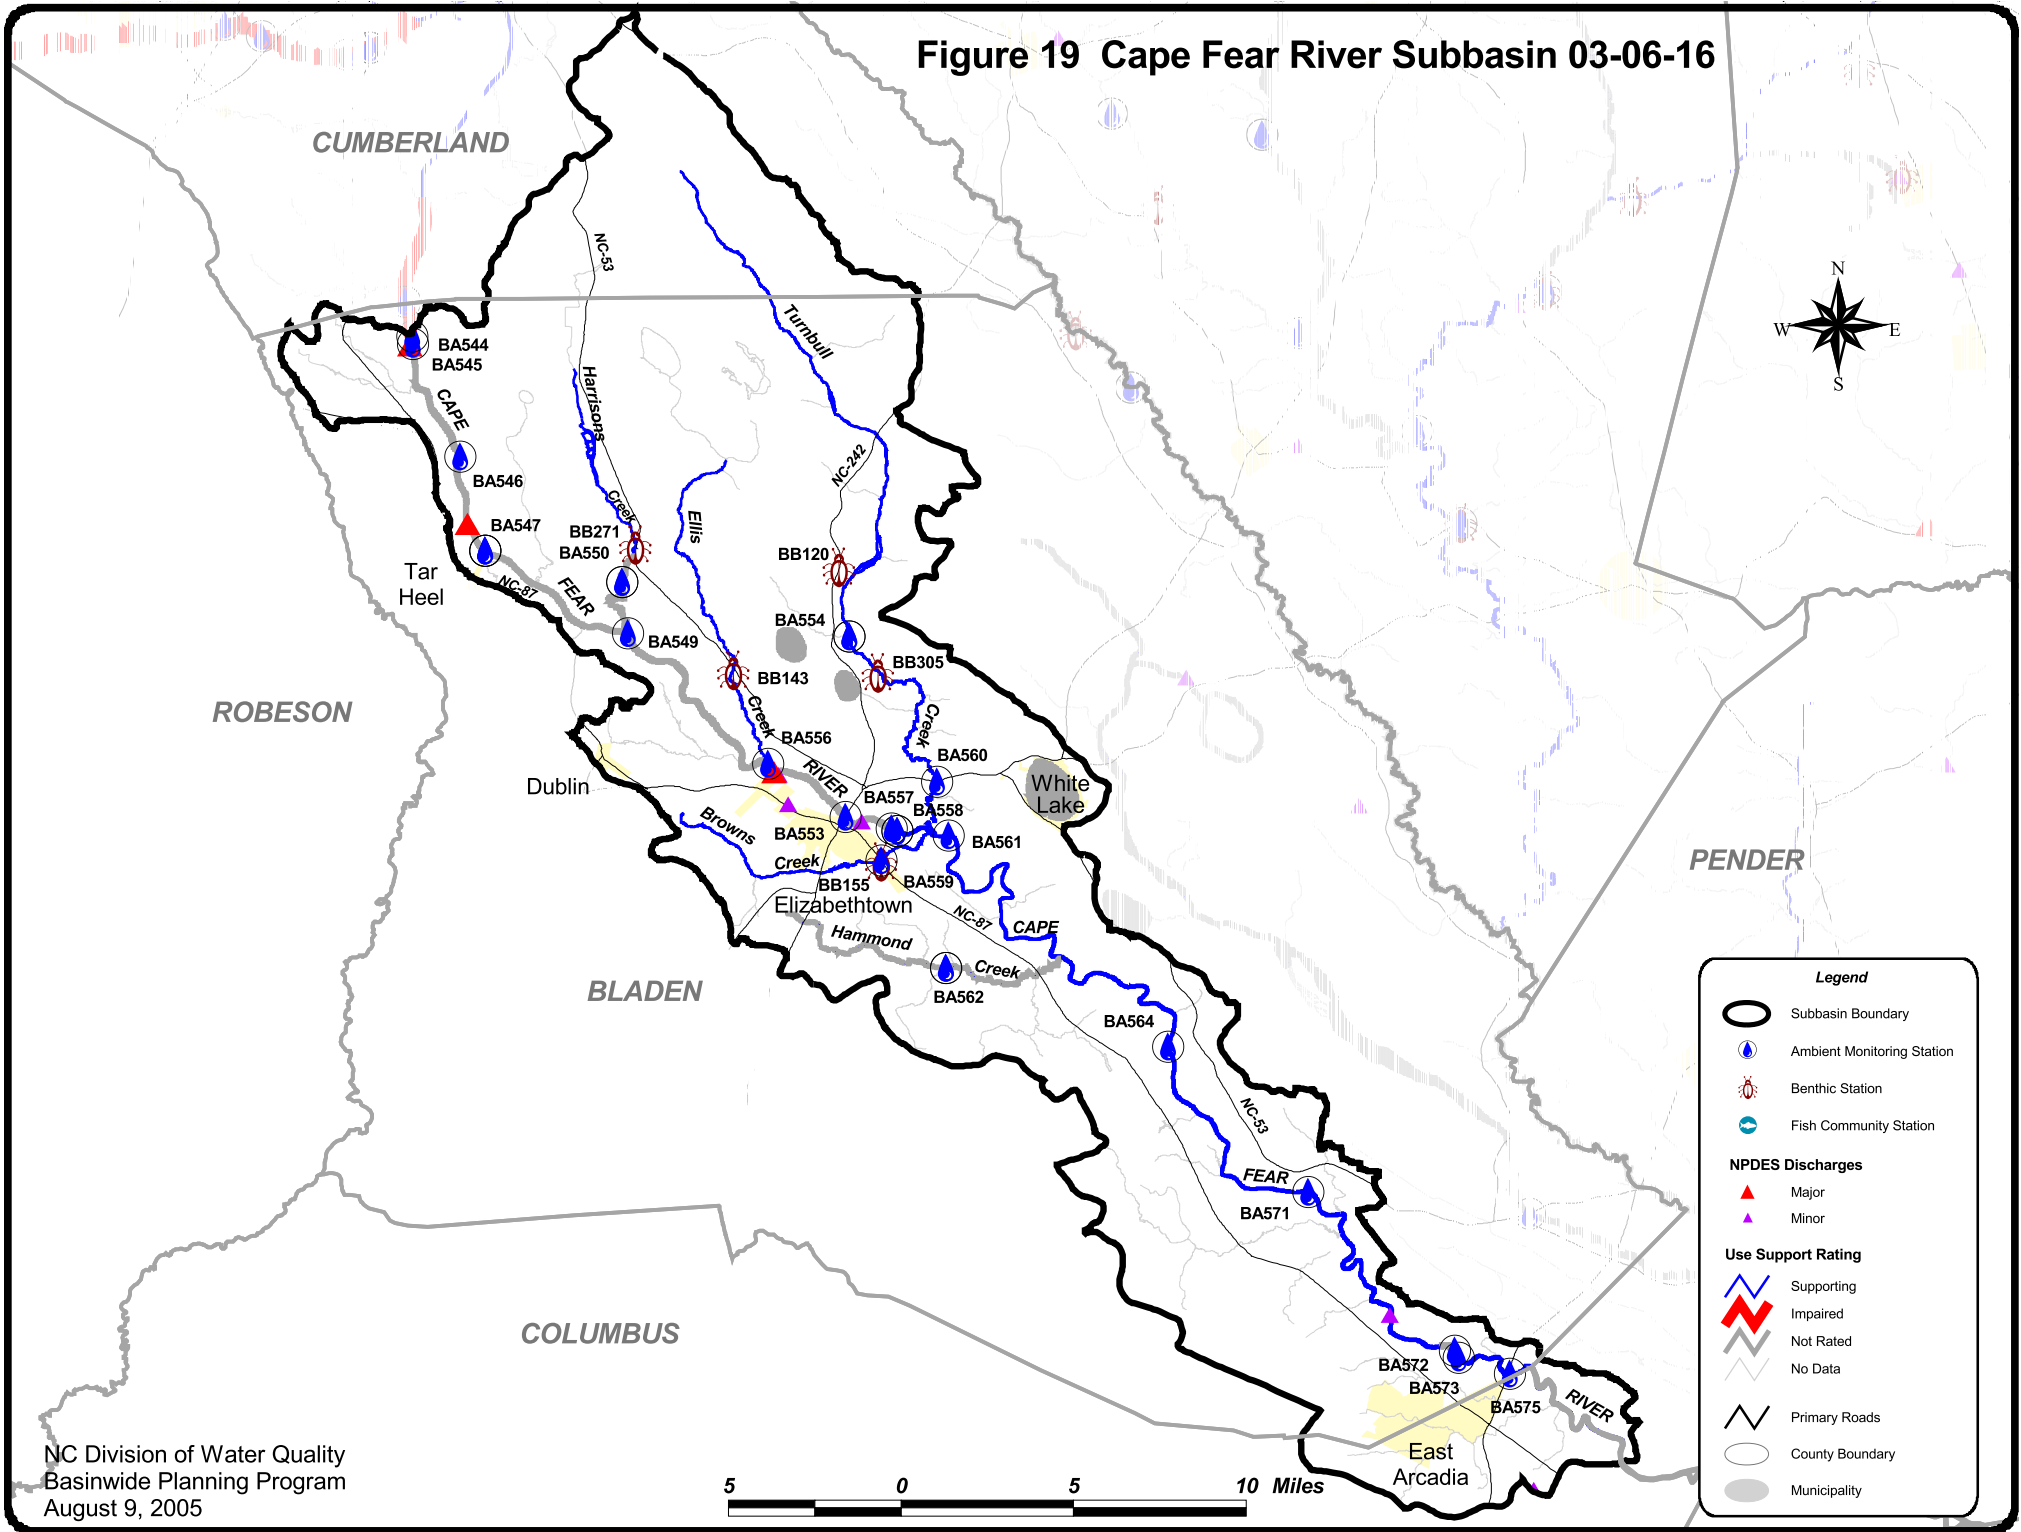 Figure 19 Cape Fear River Subbasin 03-06-16
CUMBERLAND
N
W E
S
NC-53
Turnbull
BA544
BA545
CAPE
Harrisons
Creek
NC-242
BA546
BA547
Ellis
BB271
BA550
BB120
Tar
Heel
NC-87
FEAR
BA554
BA549
BB305
BB143
Creek
Creek
ROBESON
BA556
BA560
RIVER
Dublin
White
Lake
BA557
BA558
Browns
BA553
BA561
Creek
BB155
BA559
PENDER
Elizabethtown
NC-87
CAPE
Hammond
Creek
BLADEN
BA562
BA564
NC-53
FEAR
BA571
COLUMBUS
BA572
BA573
BA575
RIVER
East
Arcadia
Legend
Subbasin Boundary
Ambient Monitoring Station
Benthic Station
Fish Community Station
NPDES Discharges
Major
Minor
Use Support Rating
Supporting
Impaired
Not Rated
No Data
Primary Roads
County Boundary
Municipality
NC Division of Water Quality
Basinwide Planning Program
August 9, 2005
5 0 5 10 Miles